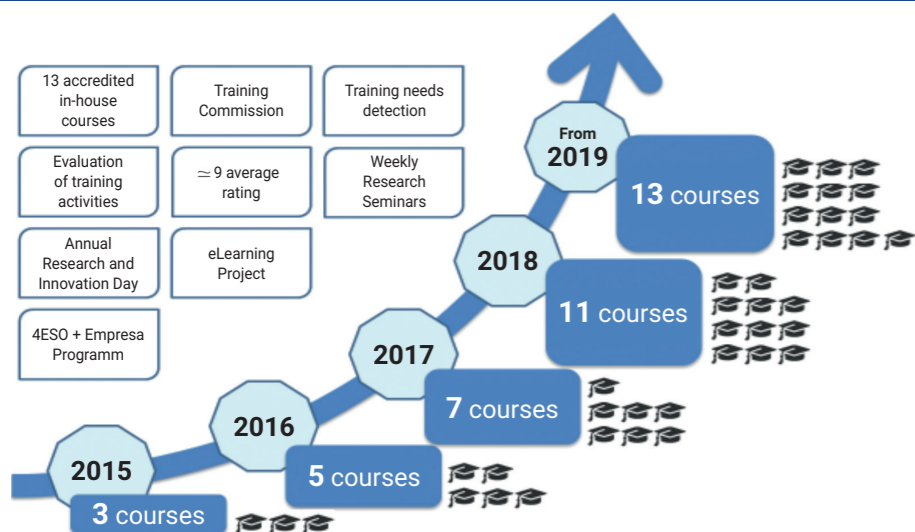 13 accredited
in-house
courses
Training
Commission
Training needs
detection
Evaluation
of training
activities
≃ 9 average
rating
Weekly
Research
Seminars
Annual
Research and
Innovation Day
eLearning
Project
4ESO + Empresa
Programm
2015
3 courses
2016
5 courses
2017
7 courses
2018
11 courses
From
2019
13 courses